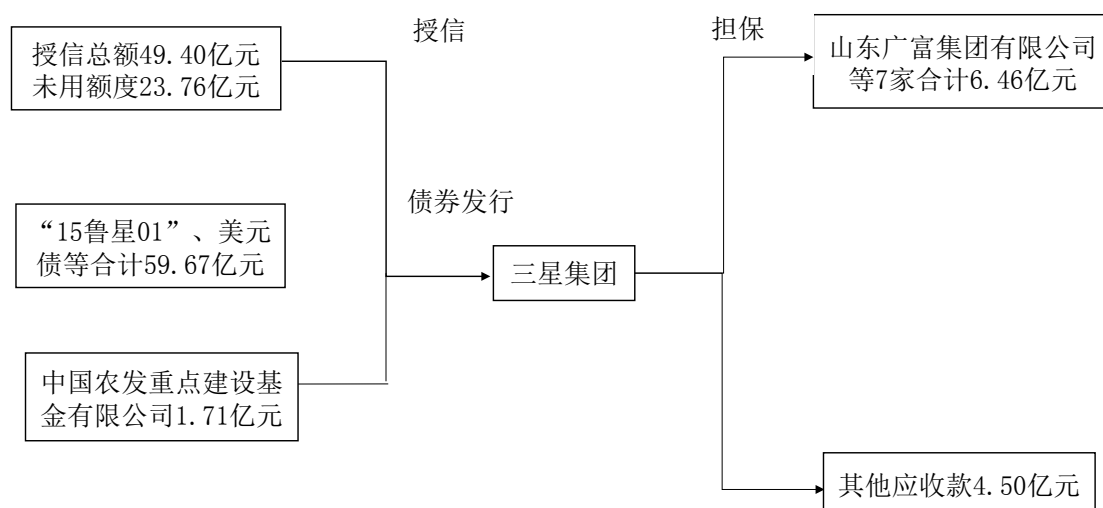 授信
担保
授信总额49.40亿元
未用额度23.76亿元
山东广富集团有限公司
等7家合计6.46亿元
债券发行
“15鲁星01”、美元
债等合计59.67亿元
三星集团
中国农发重点建设基
金有限公司1.71亿元
其他应收款4.50亿元